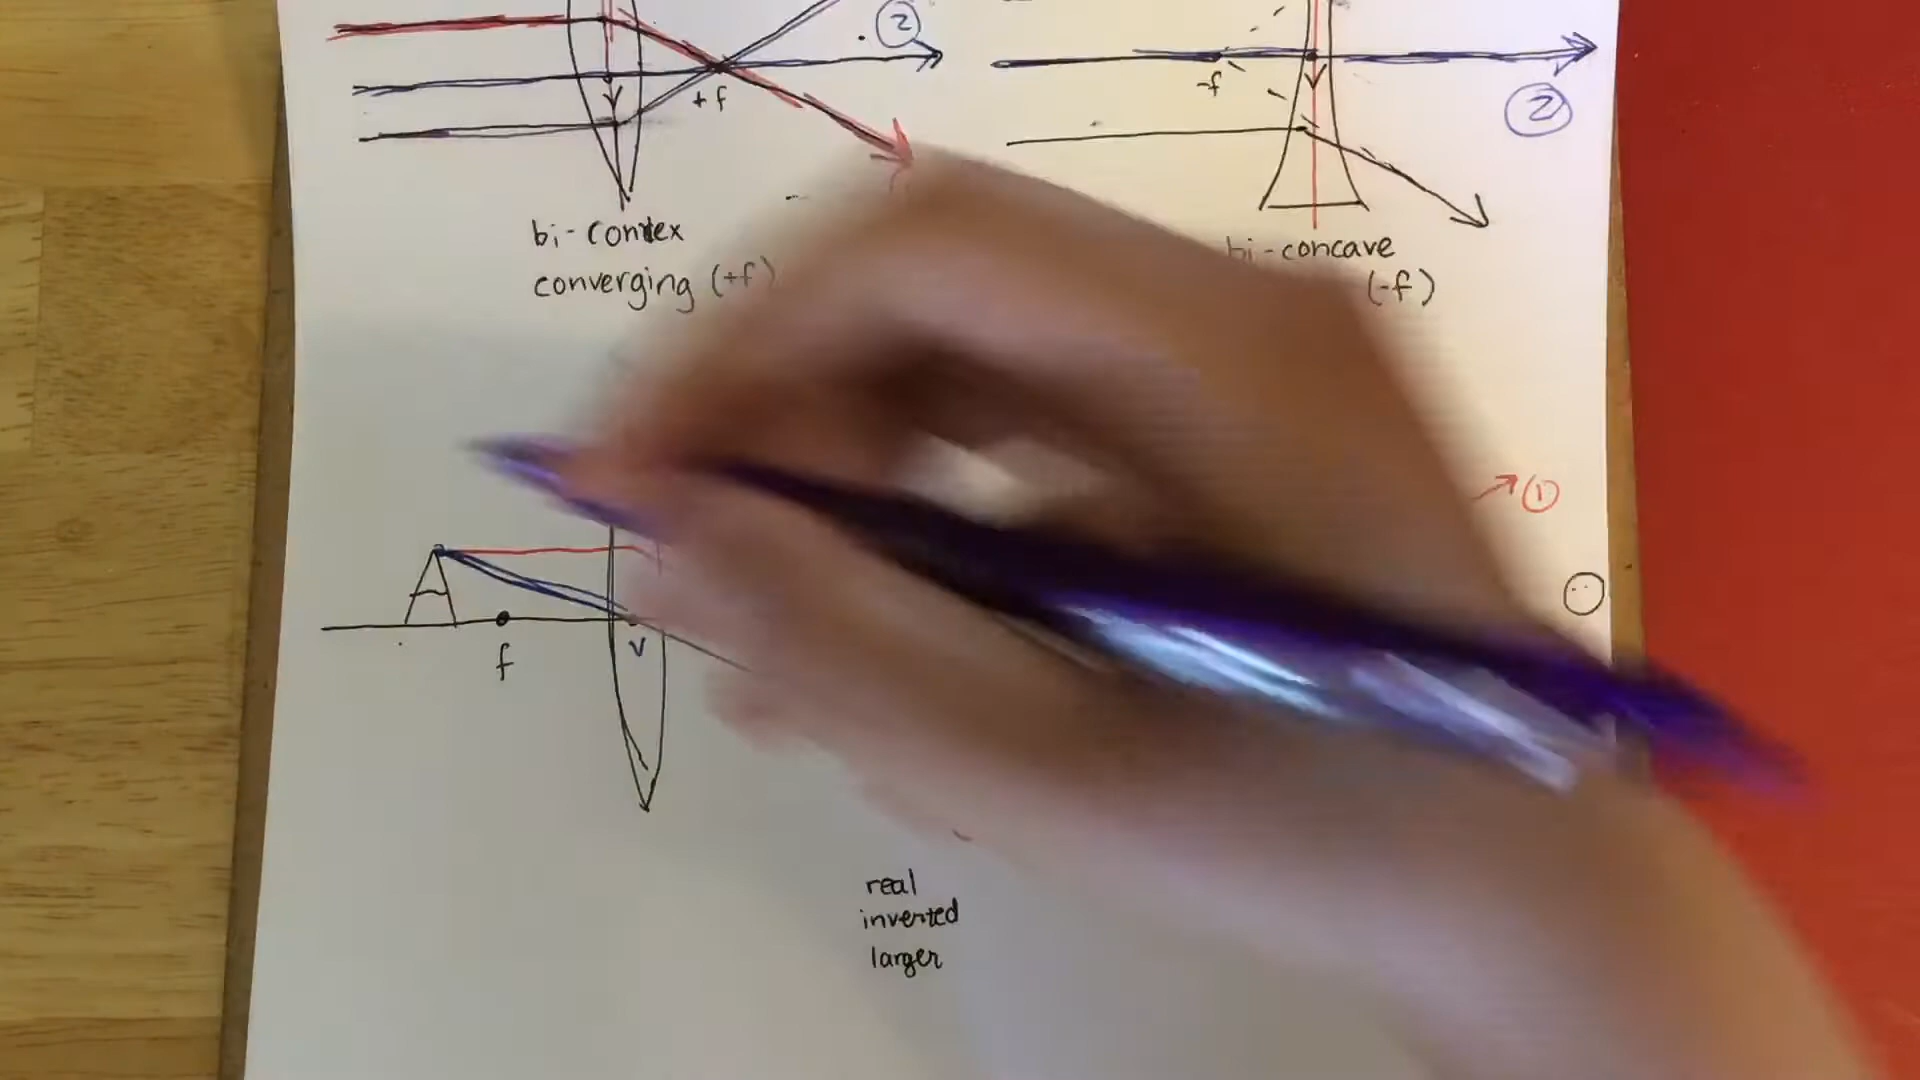 ②
+f
-f
②
bi-convex
converging (+f)
bi-concave
(-f)
①
A
f
v
real
inverted
larger